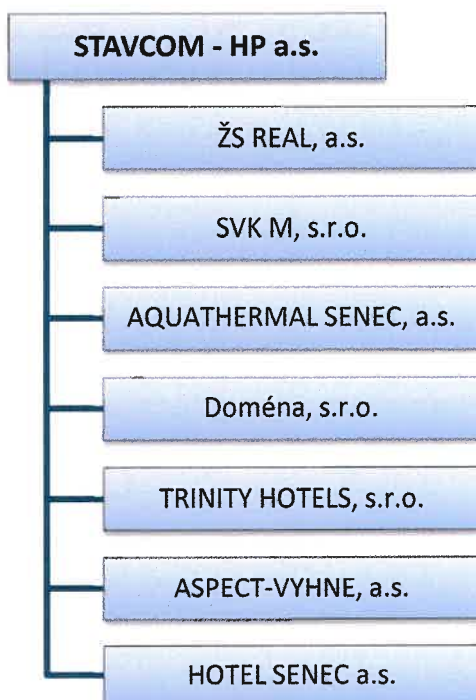 STAVCOM - HP a.s.
ŽS REAL, a.s.
SVK M, s.r.o.
AQUATHERMAL SENEC, a.s.
Doména, s.r.o.
TRINITY HOTELS, s.r.o.
ASPECT-VYHNE, a.s.
HOTEL SENEC a.s.